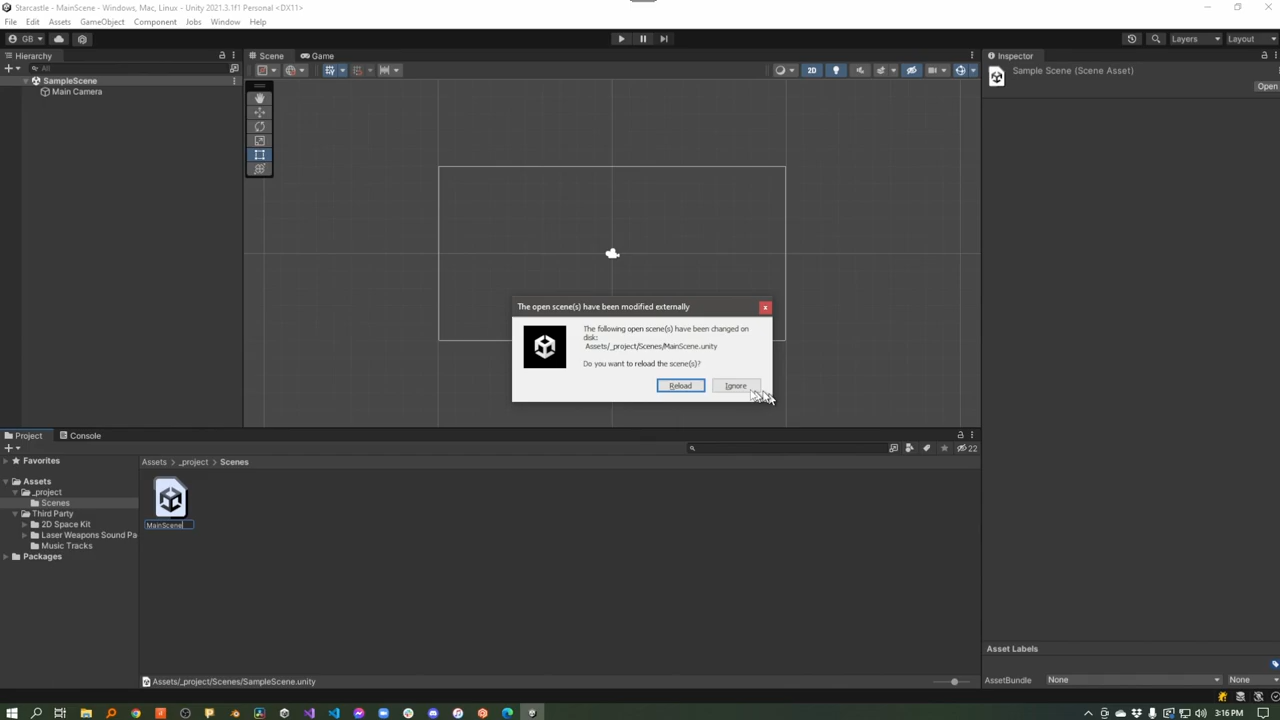 Starcastle - MainScene - Windows, Mac, Linux - Unity 2021.3.1f1 Personal <DX11>
File Edit Assets GameObject Component Jobs Window Help
GB Layers Layout
Hierarchy Scene Game Inspector
All
2D
SampleScene
Main Camera
Sample Scene (Scene Asset)
Open
The open scene(s) have been modified externally
The following open scene(s) have been changed on
disk:
Assets/_project/Scenes/MainScene.unity
Do you want to reload the scene(s)?
Reload Ignore
Project Console
22
Favorites
Assets
_project
Scenes
Third Party
2D Space Kit
Laser Weapons Sound Pa
Music Tracks
Packages
Assets > _project > Scenes
MainScene
Assets/_project/Scenes/SampleScene.unity
Asset Labels
AssetBundle None None
3:16 PM